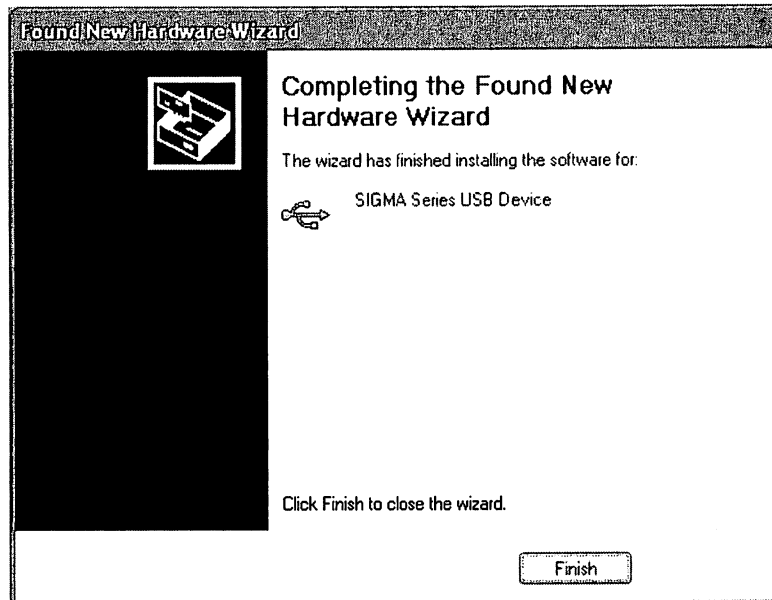 Found New Hardware Wizard
Completing the Found New
Hardware Wizard
The wizard has finished installing the software for:
SIGMA Series USB Device
Click Finish to close the wizard.
Finish